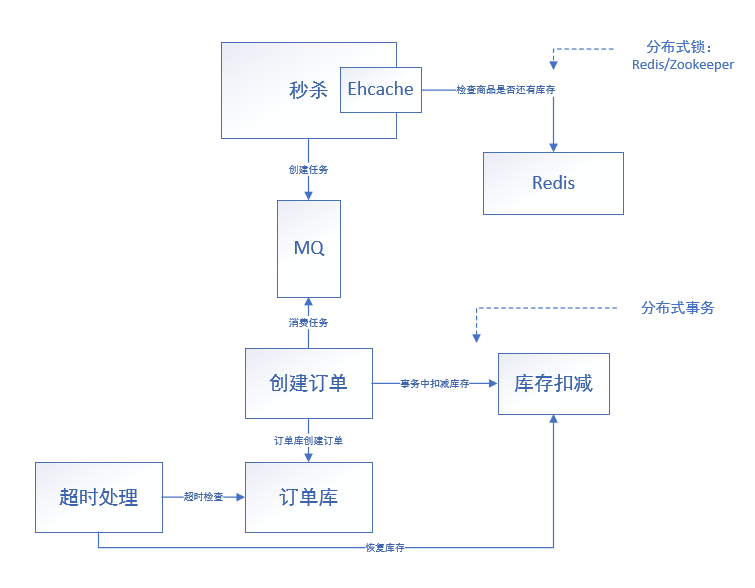 分布式锁：
Redis/Zookeeper
秒杀
Ehcache
检查商品是否还有库存
创建任务
Redis
MQ
消费任务
分布式事务
创建订单
事务中扣减库存
库存扣减
订单库创建订单
超时处理
超时检查
订单库
恢复库存